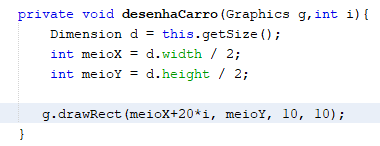 private void desenhaCarro(Graphics g,int i){
Dimension d = this.getSize();
int meioX = d.width / 2;
int meioY = d.height / 2;
g.drawRect(meioX+20*i, meioY, 10, 10);
}